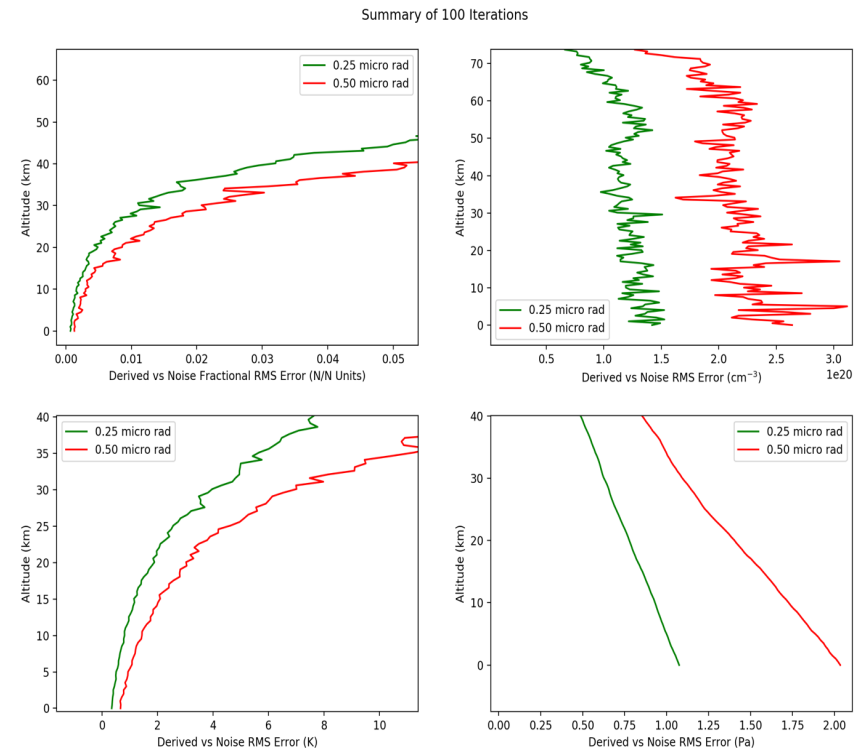 Summary of 100 Iterations
Altitude (km)
60
50
40
30
20
10
0
0.25 micro rad
0.50 micro rad
0.00 0.01 0.02 0.03 0.04 0.05
Derived vs Noise Fractional RMS Error (N/N Units)
Altitude (km)
70
60
50
40
30
20
10
0
0.25 micro rad
0.50 micro rad
0.5 1.0 1.5 2.0 2.5 3.0
1e20
Derived vs Noise RMS Error (cm⁻³)
Altitude (km)
40
35
30
25
20
15
10
5
0
0.25 micro rad
0.50 micro rad
0 2 4 6 8 10
Derived vs Noise RMS Error (K)
Altitude (km)
40
30
20
10
0
0.25 micro rad
0.50 micro rad
0.00 0.25 0.50 0.75 1.00 1.25 1.50 1.75 2.00
Derived vs Noise RMS Error (Pa)